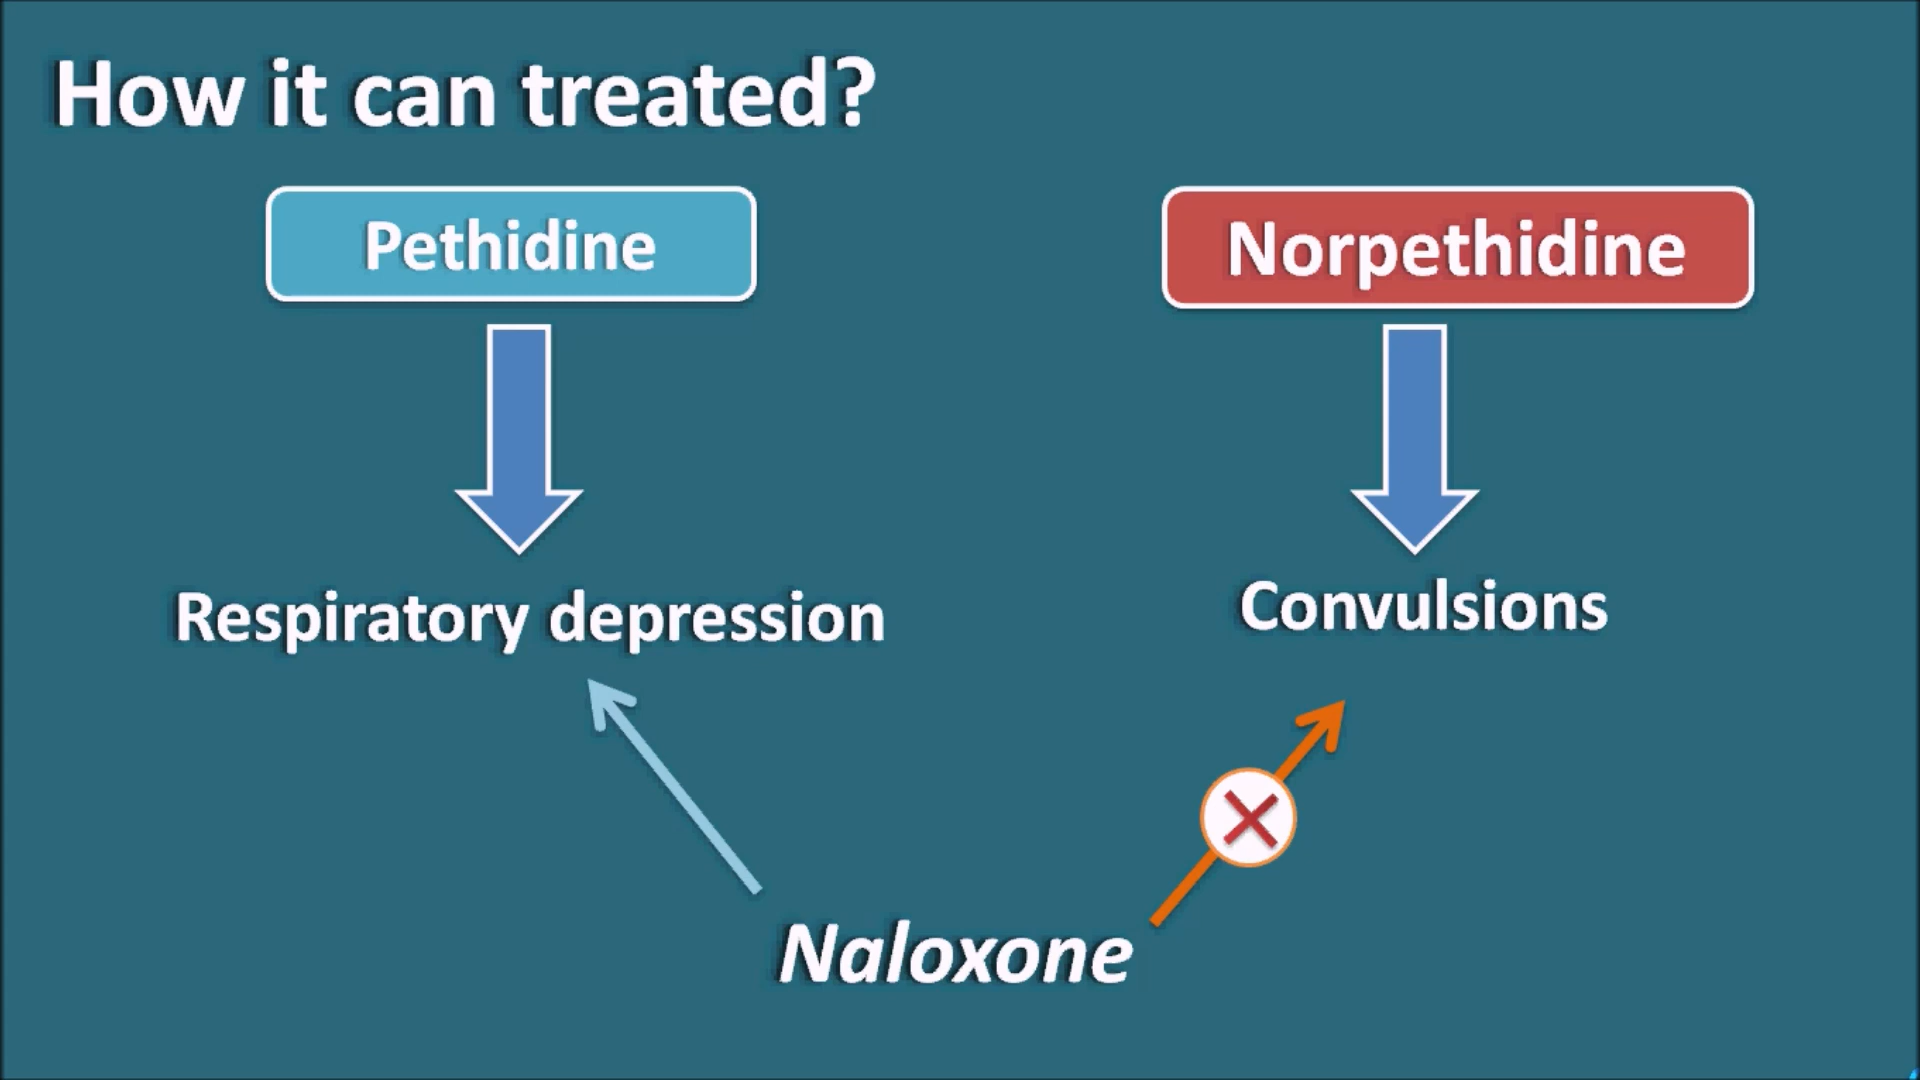 How it can treated?
Pethidine
Norpethidine
Respiratory depression
Convulsions
Naloxone